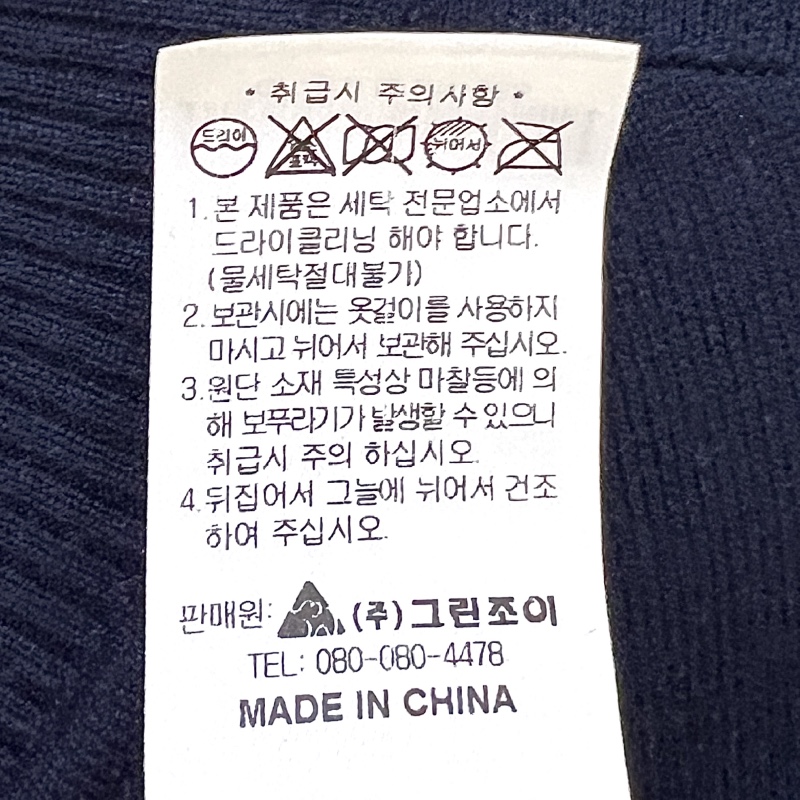 • 취급시 주의사항 •
드라이 뉘어서
1. 본 제품은 세탁 전문업소에서
드라이클리닝 해야 합니다.
(물세탁절대불가)
2. 보관시에는 옷걸이를 사용하지
마시고 뉘어서 보관해 주십시오.
3. 원단 소재 특성상 마찰등에 의
해 보푸라기가 발생할 수 있으니
취급시 주의 하십시오.
4. 뒤집어서 그늘에 뉘어서 건조
하여 주십시오.
판매원: (주)그린조이
TEL: 080-080-4478
MADE IN CHINA